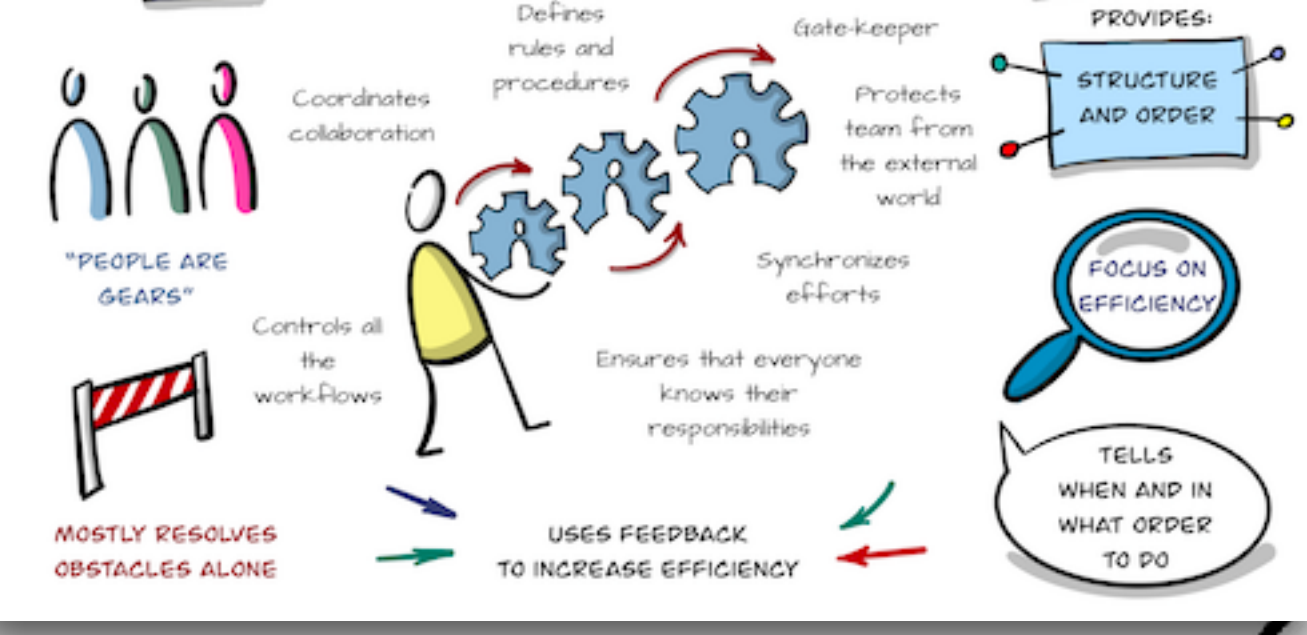 Defines
rules and
procedures
Gate-keeper
PROVIDES:
STRUCTURE
AND ORDER
Coordinates
collaboration
Protects
team from
the external
world
"PEOPLE ARE
GEARS"
Synchronizes
efforts
FOCUS ON
EFFICIENCY
Controls all
the
workflows
Ensures that everyone
knows their
responsibilities
TELLS
WHEN AND IN
WHAT ORDER
TO DO
MOSTLY RESOLVES
OBSTACLES ALONE
USES FEEDBACK
TO INCREASE EFFICIENCY